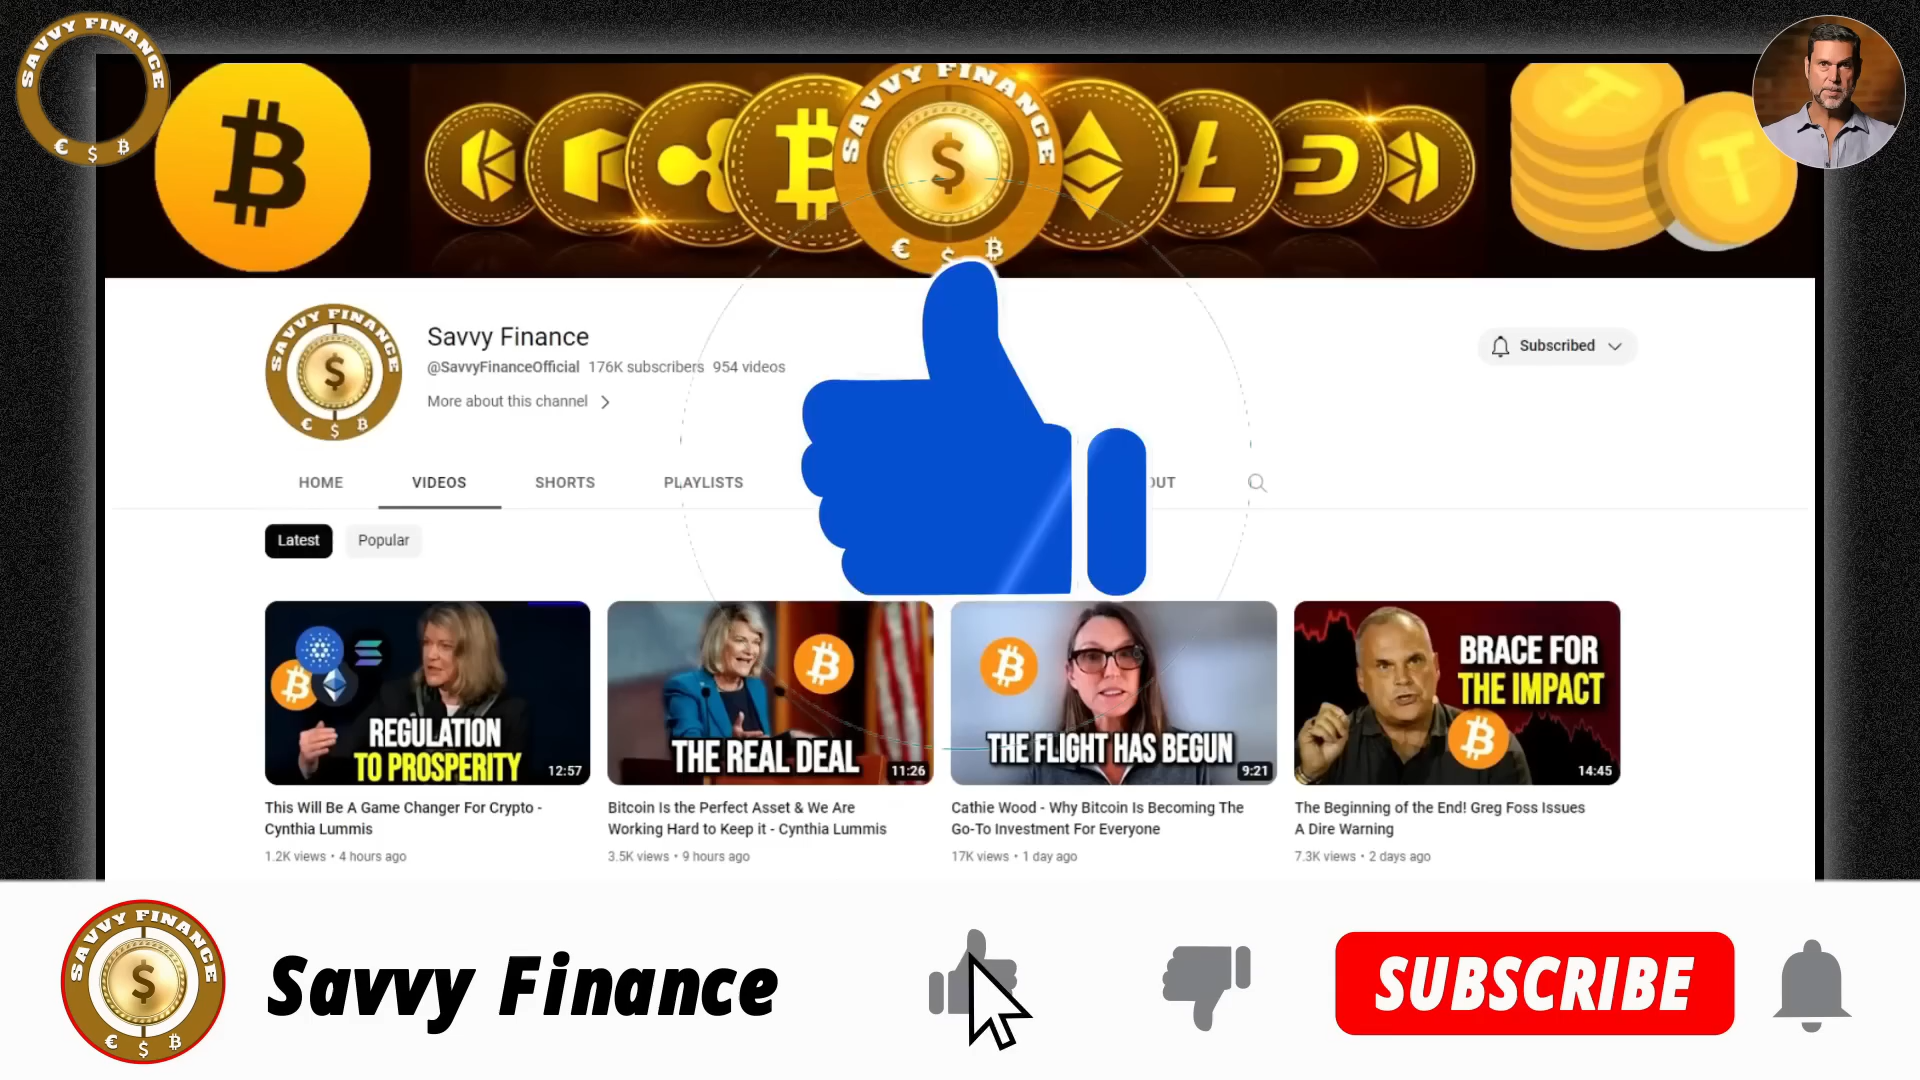 SAVVY FINANCE
€ $ ₿
SAVVY FINANCE
$
€ $ ₿
SAVVY FINANCE
$
€ $ ₿
Savvy Finance
@SavvyFinanceOfficial 176K subscribers 954 videos
More about this channel
Subscribed
HOME VIDEOS SHORTS PLAYLISTS OUT
Latest Popular
REGULATION
TO PROSPERITY
12:57
THE REAL DEAL
11:26
THE FLIGHT HAS BEGUN
9:21
BRACE FOR
THE IMPACT
14:45
This Will Be A Game Changer For Crypto -
Cynthia Lummis
1.2K views • 4 hours ago
Bitcoin Is the Perfect Asset & We Are
Working Hard to Keep it - Cynthia Lummis
3.5K views • 9 hours ago
Cathie Wood - Why Bitcoin Is Becoming The
Go-To Investment For Everyone
17K views • 1 day ago
The Beginning of the End! Greg Foss Issues
A Dire Warning
7.3K views • 2 days ago
SAVVY FINANCE
$
€ $ ₿
Savvy Finance
SUBSCRIBE